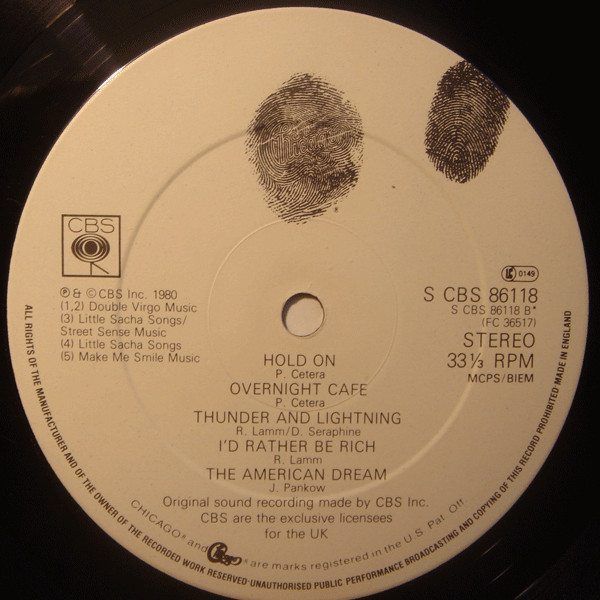 CBS
℗ & © CBS Inc. 1980
(1,2) Double Virgo Music
(3) Little Sacha Songs/
Street Sense Music
(4) Little Sacha Songs
(5) Make Me Smile Music
LC 0149
S CBS 86118
S CBS 86118 B*
(FC 36517)
STEREO
33⅓ RPM
MCPS/BIEM
HOLD ON
P. Cetera
OVERNIGHT CAFE
P. Cetera
THUNDER AND LIGHTNING
R. Lamm/D. Seraphine
I'D RATHER BE RICH
R. Lamm
THE AMERICAN DREAM
J. Pankow
Original sound recording made by CBS Inc.
CBS are the exclusive licensees
for the UK
CHICAGO® and Chicago® are marks registered in the U.S. Pat. Off.
ALL RIGHTS OF THE MANUFACTURER AND OF THE OWNER OF THE RECORDED WORK RESERVED·UNAUTHORISED PUBLIC PERFORMANCE BROADCASTING AND COPYING OF THIS RECORD PROHIBITED·MADE IN ENGLAND